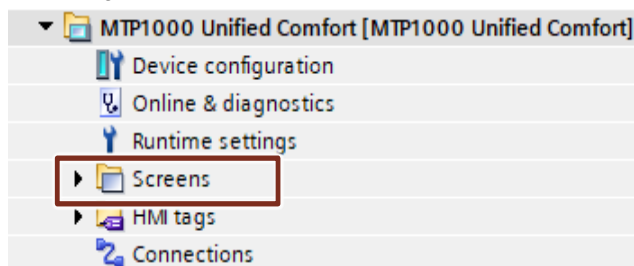 MTP1000 Unified Comfort [MTP1000 Unified Comfort]
Device configuration
Online & diagnostics
Runtime settings
Screens
HMI tags
Connections